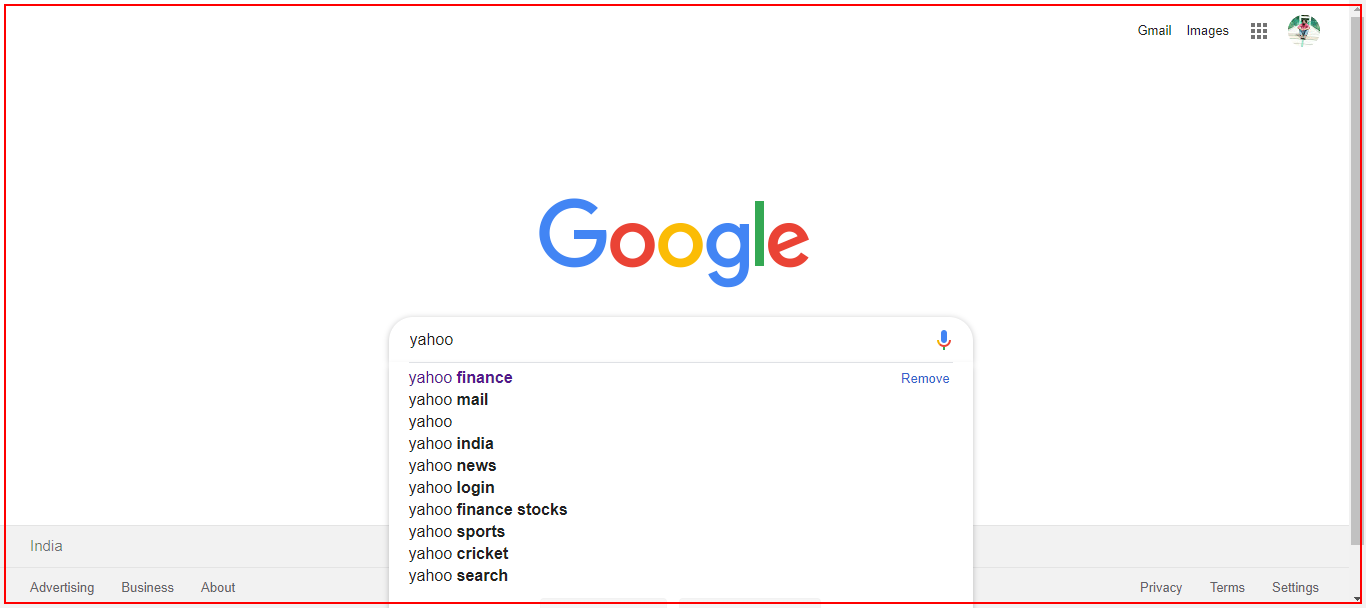 Gmail Images
Google
yahoo
yahoo finance Remove
yahoo mail
yahoo
yahoo india
yahoo news
yahoo login
yahoo finance stocks
yahoo sports
yahoo cricket
yahoo search
India
Advertising Business About Privacy Terms Settings